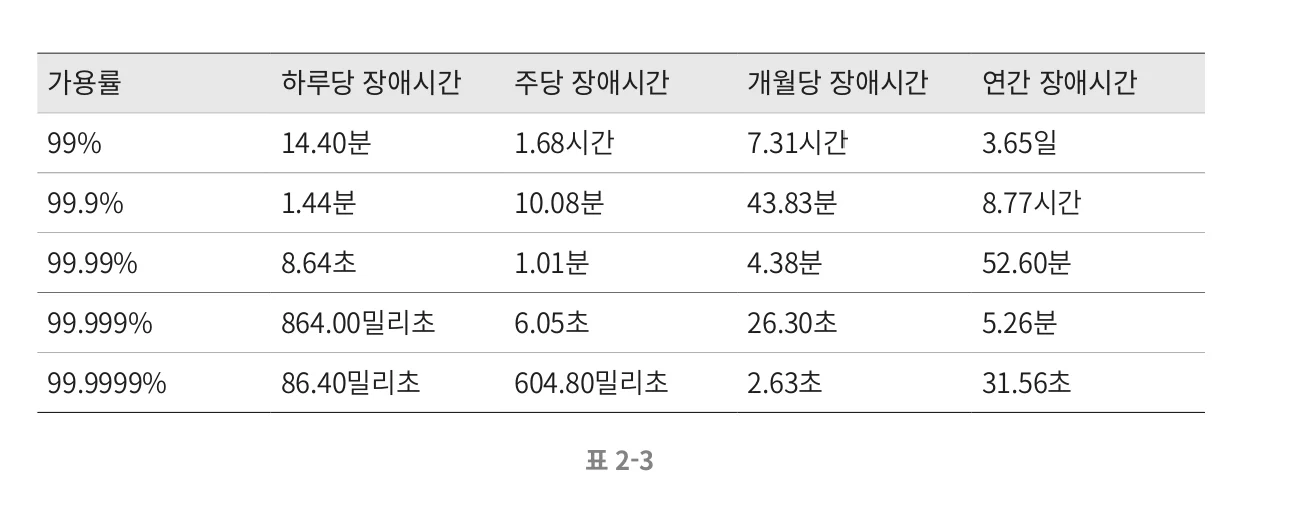 가용률 하루당 장애시간 주당 장애시간 개월당 장애시간 연간 장애시간
99% 14.40분 1.68시간 7.31시간 3.65일
99.9% 1.44분 10.08분 43.83분 8.77시간
99.99% 8.64초 1.01분 4.38분 52.60분
99.999% 864.00밀리초 6.05초 26.30초 5.26분
99.9999% 86.40밀리초 604.80밀리초 2.63초 31.56초
표 2-3